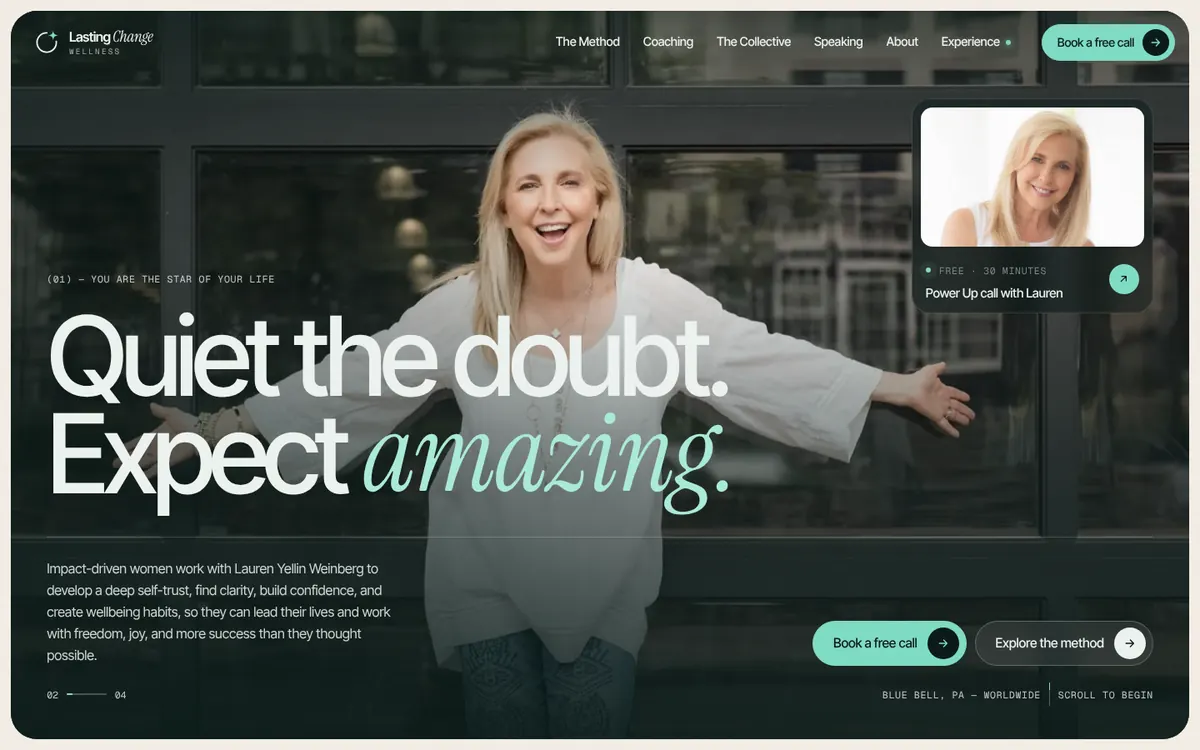 Lasting Change
WELLNESS
The Method
Coaching
The Collective
Speaking
About
Experience
Book a free call
FREE · 30 MINUTES
Power Up call with Lauren
(01) — YOU ARE THE STAR OF YOUR LIFE
Quiet the doubt.
Expect amazing.
Impact-driven women work with Lauren Yellin Weinberg to
develop a deep self-trust, find clarity, build confidence, and
create wellbeing habits, so they can lead their lives and work
with freedom, joy, and more success than they thought
possible.
Book a free call
Explore the method
02
04
BLUE BELL, PA — WORLDWIDE
SCROLL TO BEGIN